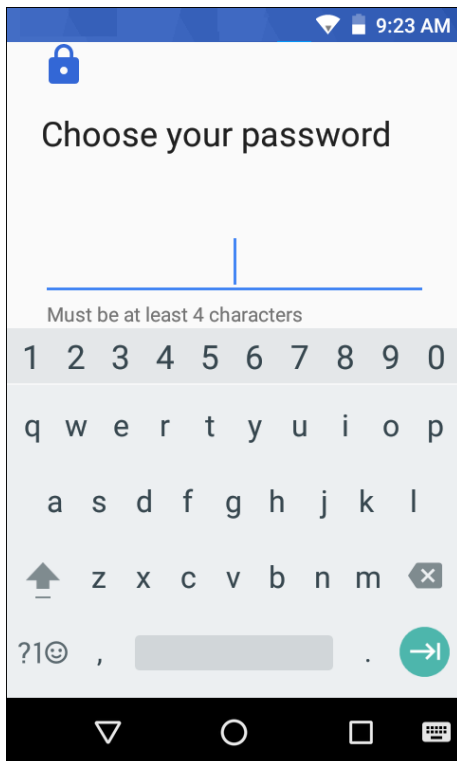 9:23 AM
Choose your password
Must be at least 4 characters
1 2 3 4 5 6 7 8 9 0
q w e r t y u i o p
a s d f g h j k l
z x c v b n m
?1☺ , .